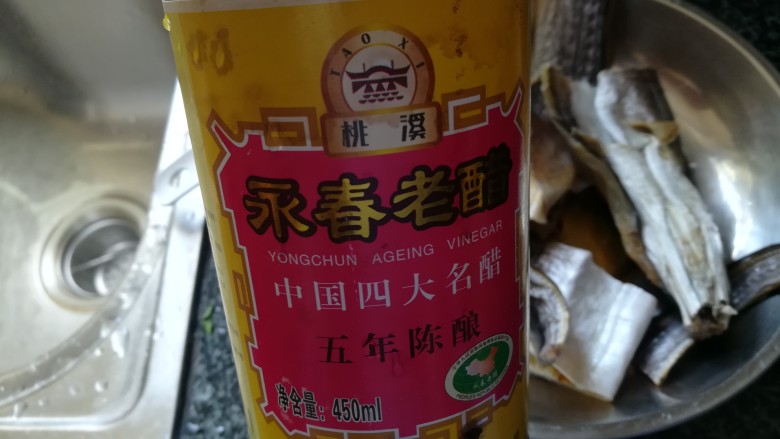 TAOXI
桃溪
永春老醋
YONGCHUN AGEING VINEGAR
中国四大名醋
五年陈酿
净含量: 450ml